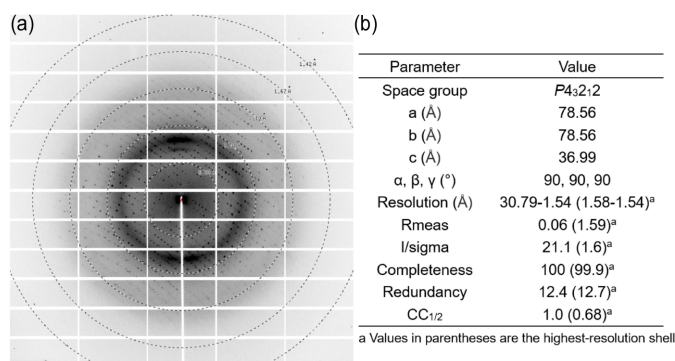 (a)
(b)
1.42 Å
Parameter Value
Space group P4₃2₁2
a (Å) 78.56
b (Å) 78.56
c (Å) 36.99
α, β, γ (°) 90, 90, 90
Resolution (Å) 30.79-1.54 (1.58-1.54)ᵃ
Rmeas 0.06 (1.59)ᵃ
I/sigma 21.1 (1.6)ᵃ
Completeness 100 (99.9)ᵃ
Redundancy 12.4 (12.7)ᵃ
CC₁/₂ 1.0 (0.68)ᵃ
a Values in parentheses are the highest-resolution shell